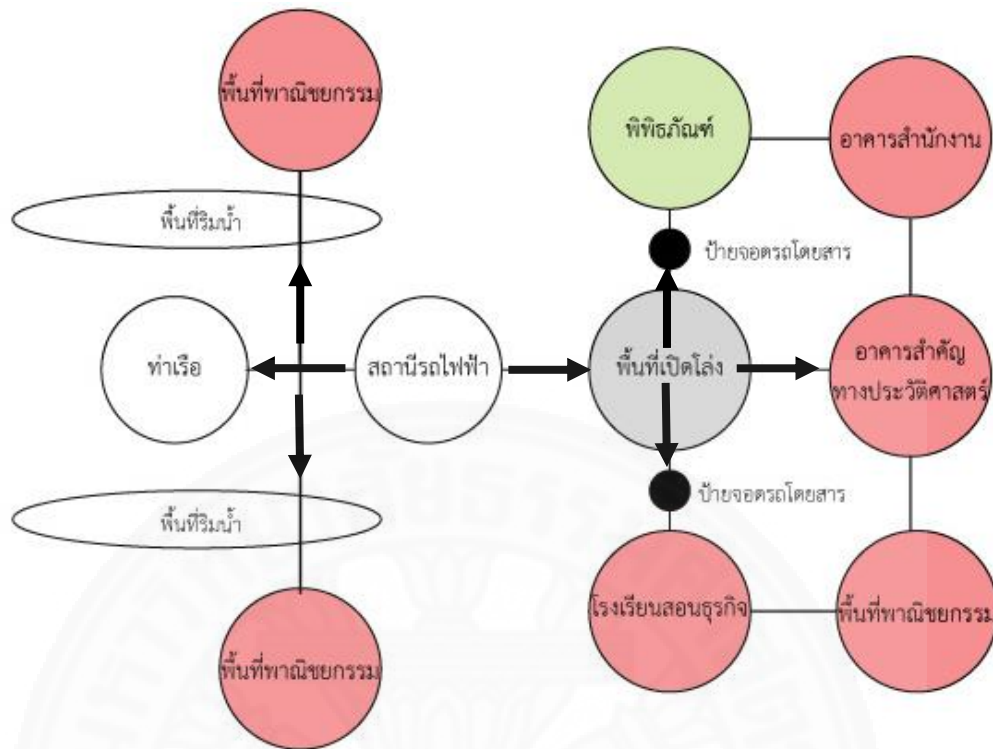 พื้นที่พาณิชยกรรม
พิพิธภัณฑ์
อาคารสำนักงาน
พื้นที่ริมน้ำ
ป้ายจอดรถโดยสาร
ท่าเรือ
สถานีรถไฟฟ้า
พื้นที่เปิดโล่ง
อาคารสำคัญ
ทางประวัติศาสตร์
พื้นที่ริมน้ำ
ป้ายจอดรถโดยสาร
โรงเรียนสอนธุรกิจ
พื้นที่พาณิชยกรรม
พื้นที่พาณิชยกรรม